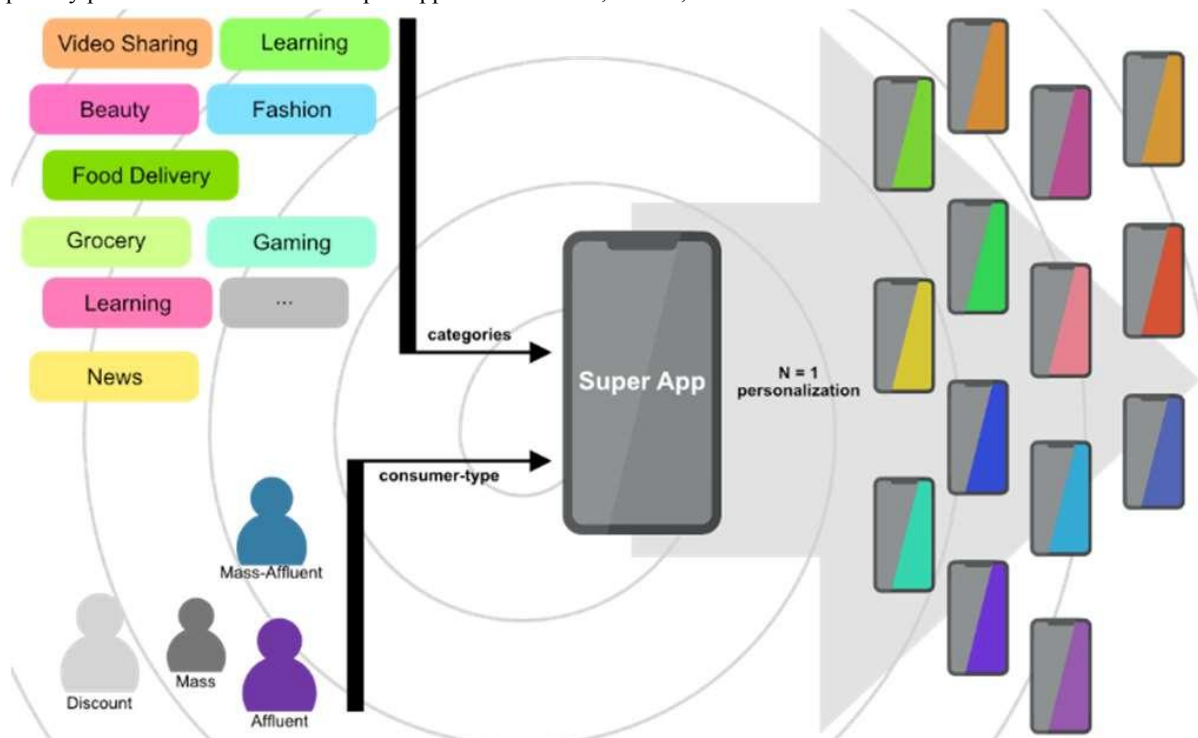 Video Sharing
Learning
Beauty
Fashion
Food Delivery
Grocery
Gaming
Learning
...
News
categories
Super App
N = 1
personalization
consumer-type
Mass-Affluent
Discount
Mass
Affluent